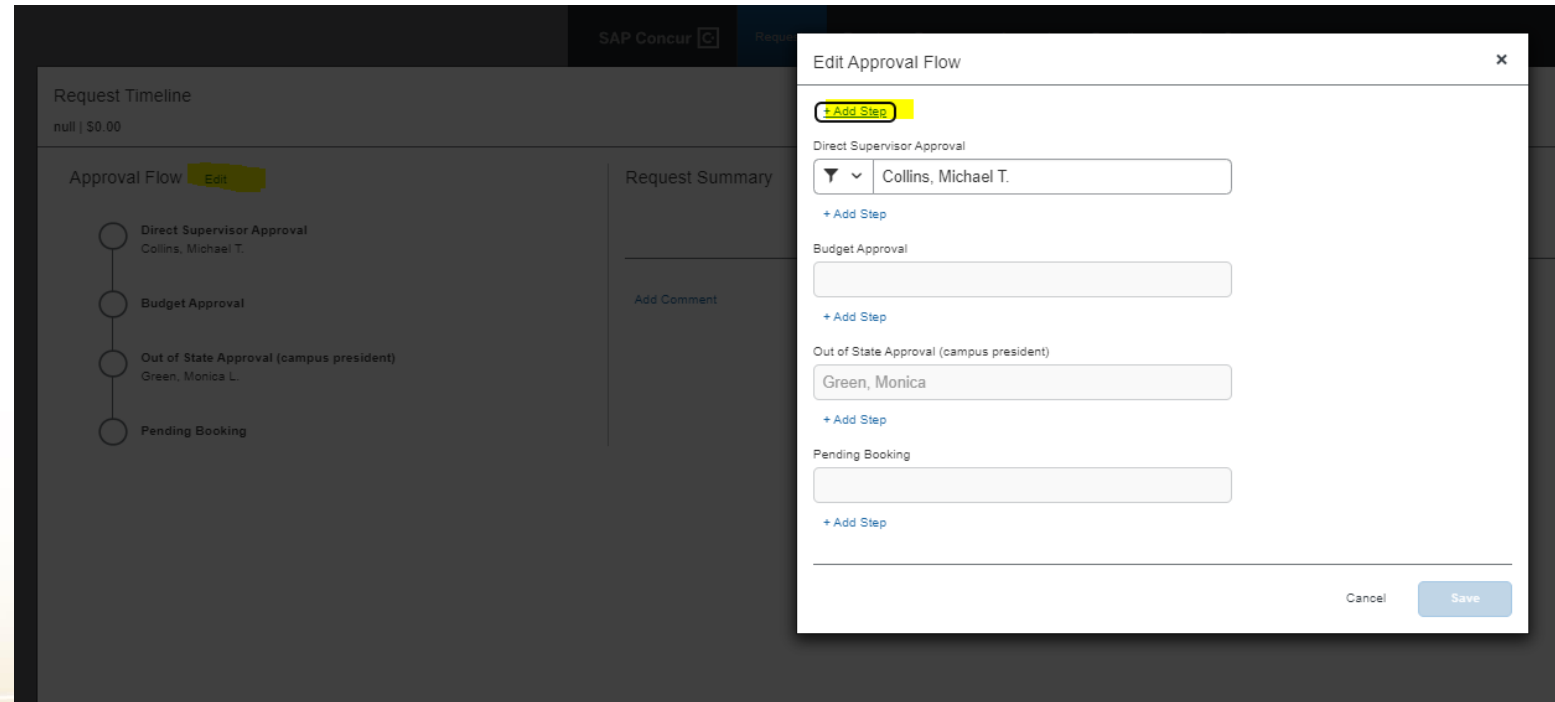 SAP Concur
Reques
Request Timeline
null | $0.00
Approval Flow Edit
Direct Supervisor Approval
Collins, Michael T.
Budget Approval
Out of State Approval (campus president)
Green, Monica L.
Pending Booking
Request Summary
Add Comment
Edit Approval Flow
+ Add Step
Direct Supervisor Approval
Collins, Michael T.
+ Add Step
Budget Approval
+ Add Step
Out of State Approval (campus president)
Green, Monica
+ Add Step
Pending Booking
+ Add Step
Cancel
Save